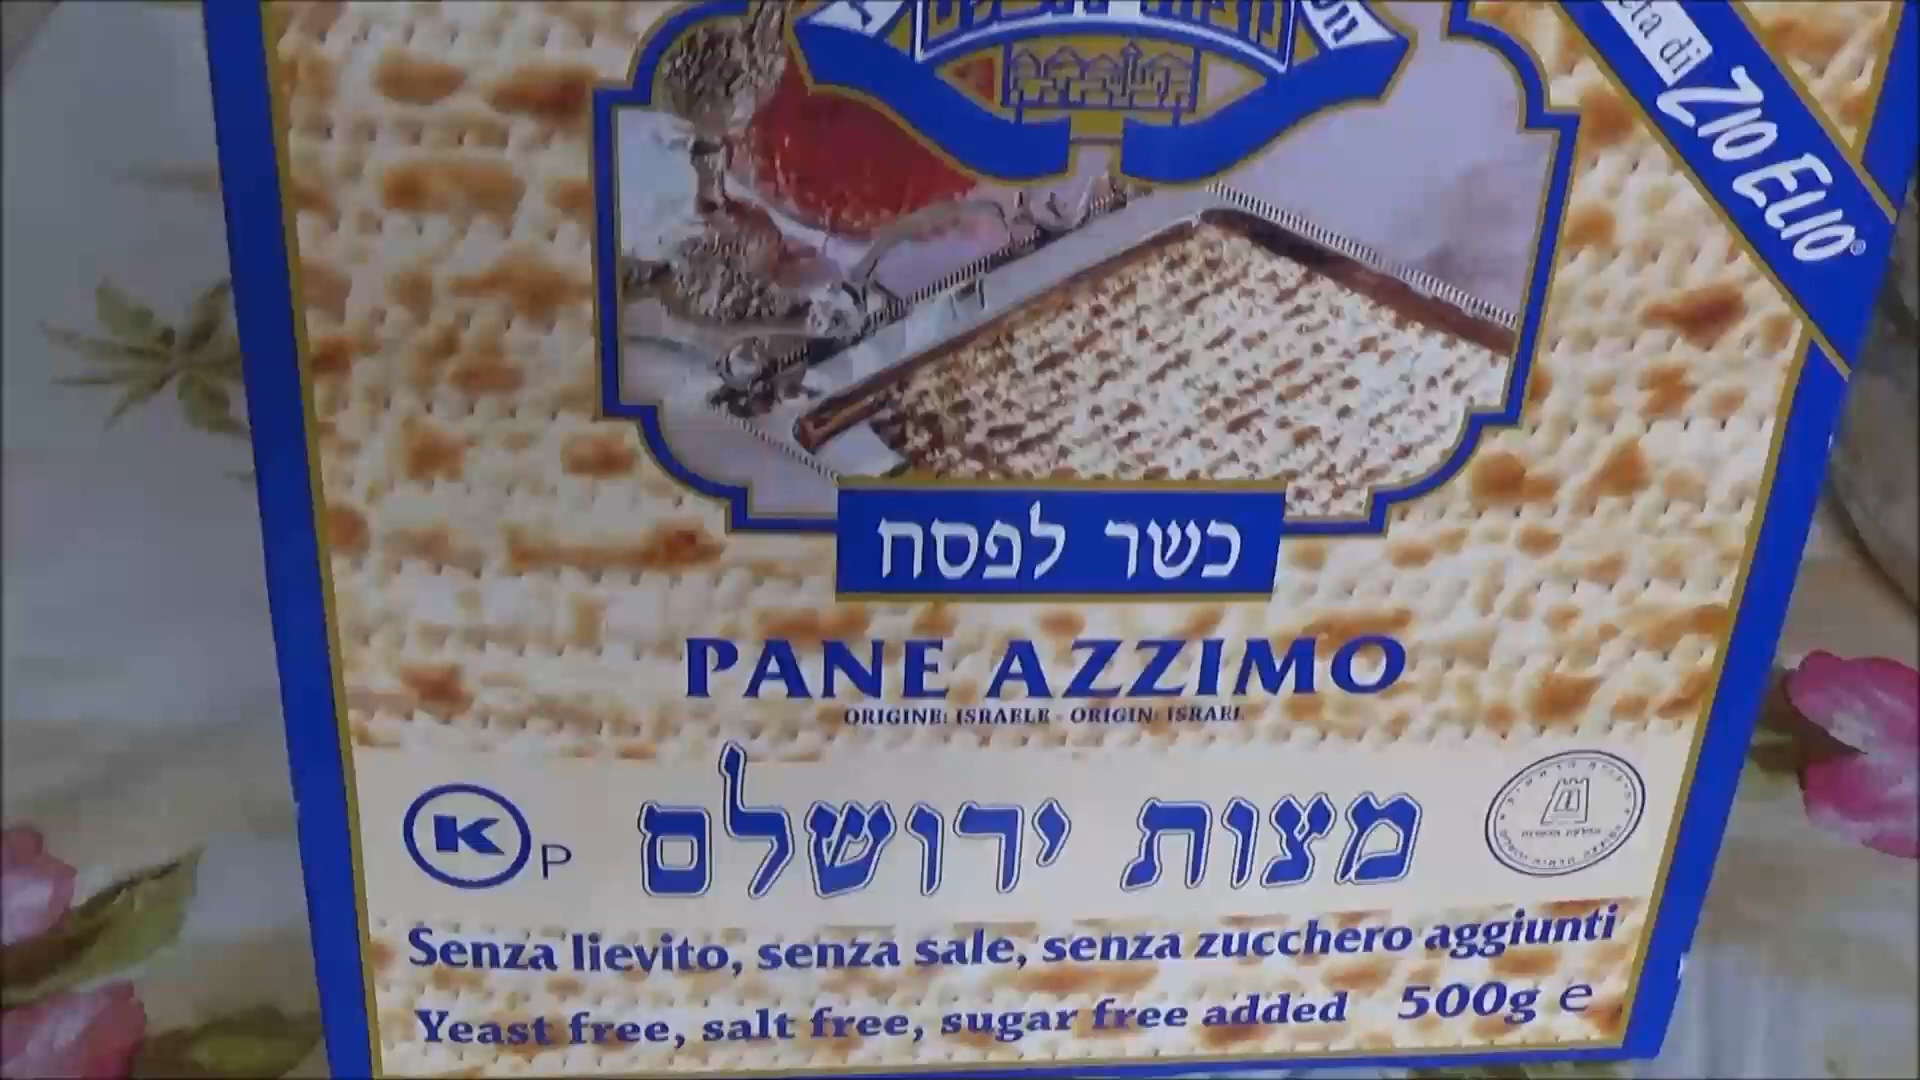 di
ZIO ELIO®
כשר לפסח
PANE AZZIMO
ORIGINE: ISRAELE - ORIGIN: ISRAEL
K P
מצות ירושלם
Senza lievito, senza sale, senza zucchero aggiunti
Yeast free, salt free, sugar free added 500g e